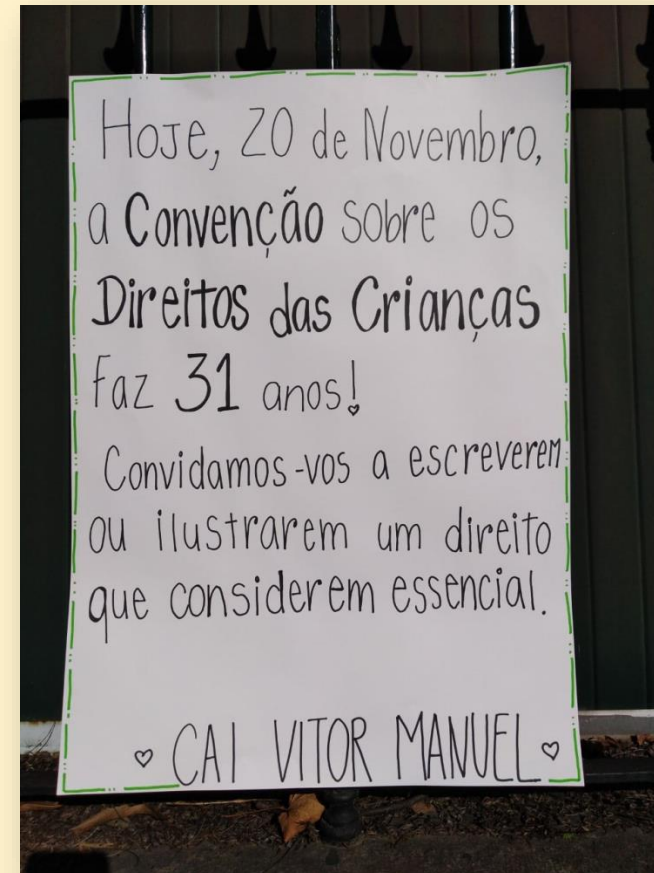 Hoje, 20 de Novembro,
a Convenção sobre os
Direitos das Crianças
faz 31 anos!
Convidamos-vos a escreverem
ou ilustrarem um direito
que considerem essencial.
♡ CAI VITOR MANUEL ♡